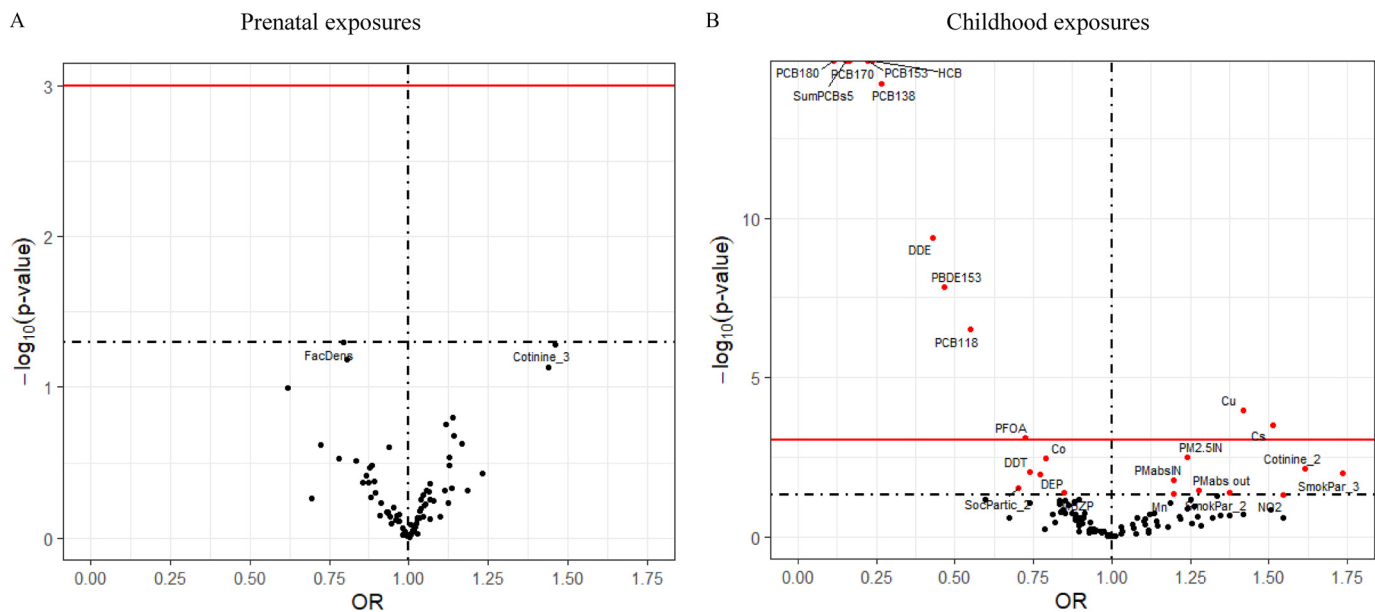 A
Prenatal exposures
3
2
1
0
−log10(p-value)
FacDens
Cotinine_3
0.00
0.25
0.50
0.75
1.00
1.25
1.50
1.75
OR
B
Childhood exposures
PCB180
PCB170
PCB153
HCB
SumPCBs5
PCB138
10
5
0
−log10(p-value)
DDE
PBDE153
PCB118
Cu
PFOA
Cs
Co
PM2.5IN
Cotinine_2
DDT
PMabsIN
DEP
PMabs out
SmokPar_3
SocPartic_2
Mn
SmokPar_2
NO2
0.00
0.25
0.50
0.75
1.00
1.25
1.50
1.75
OR